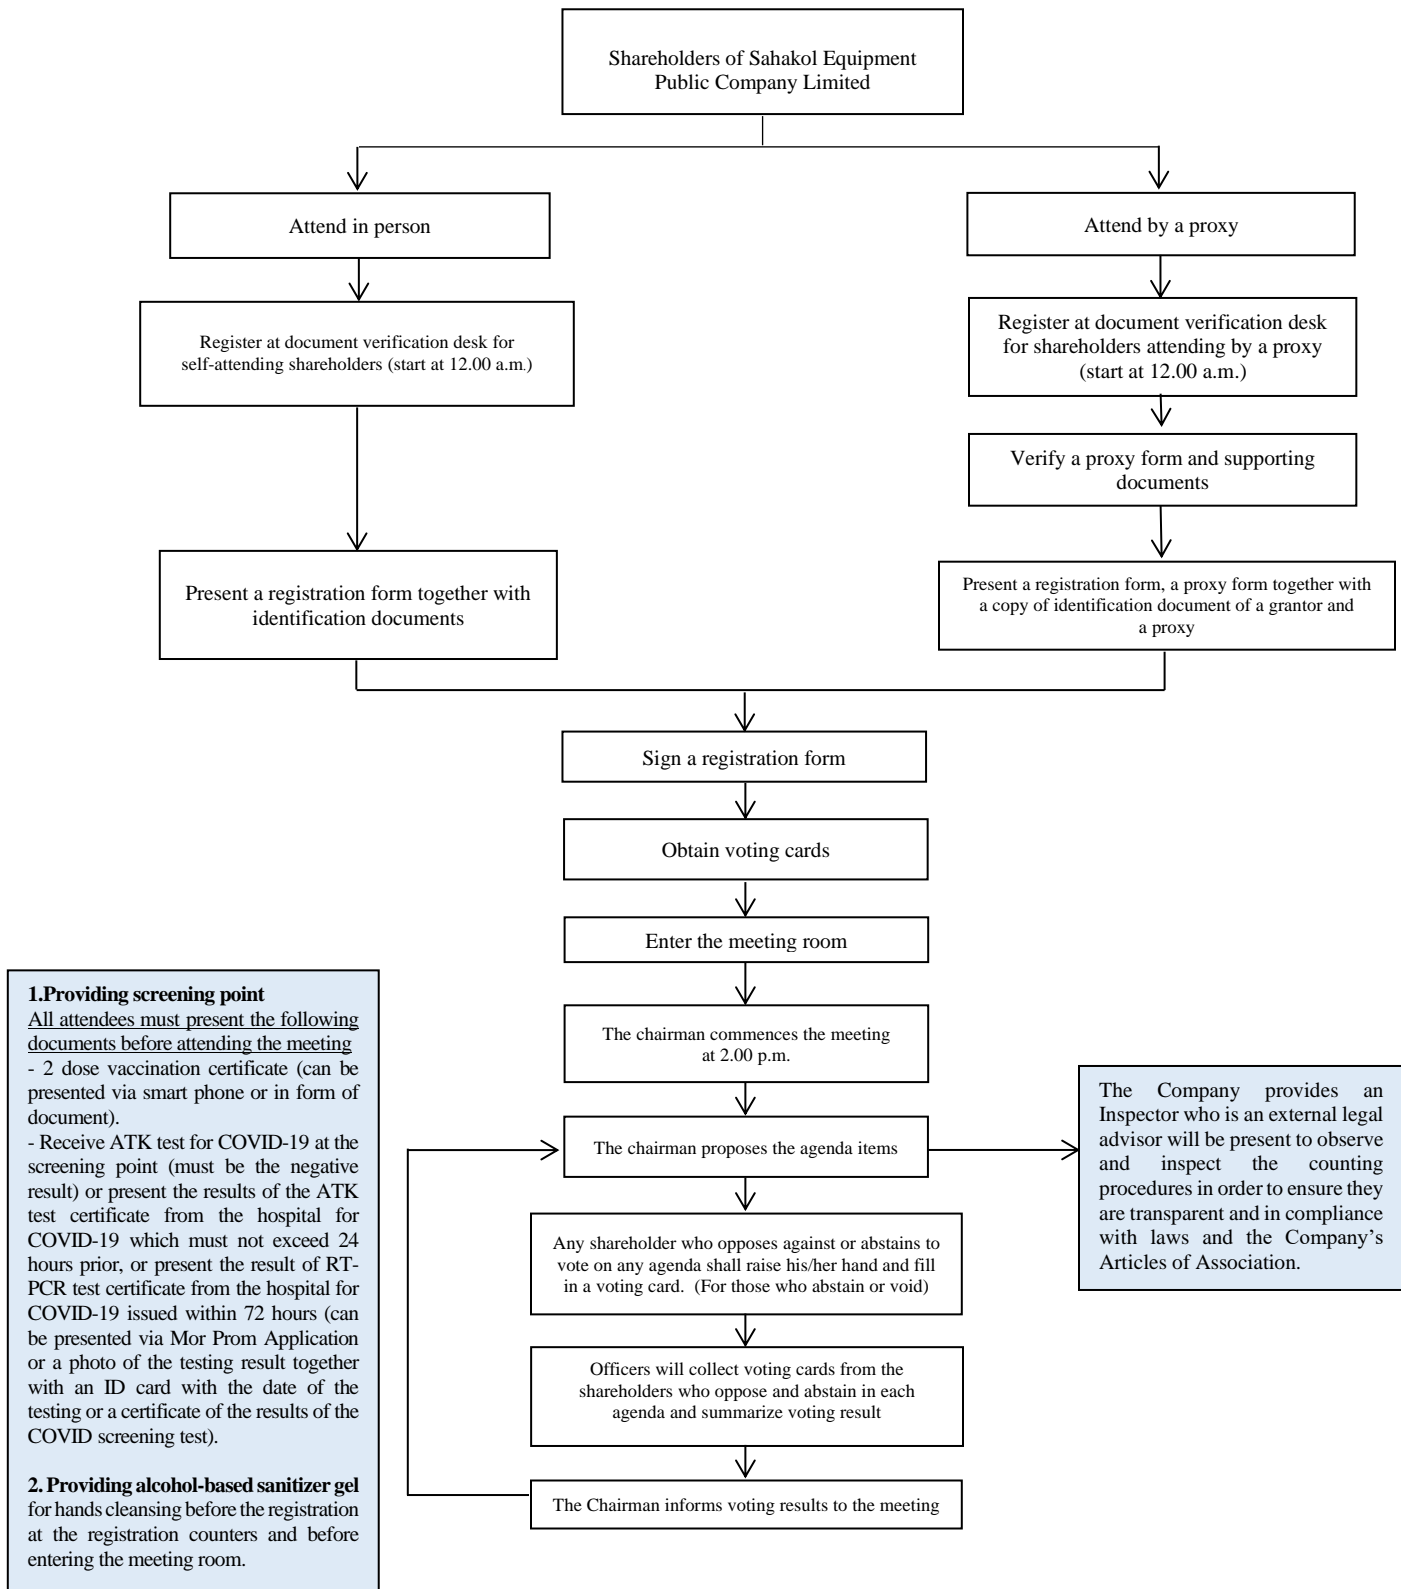 Shareholders of Sahakol Equipment
Public Company Limited
Attend in person
Attend by a proxy
Register at document verification desk for
self-attending shareholders (start at 12.00 a.m.)
Register at document verification desk
for shareholders attending by a proxy
(start at 12.00 a.m.)
Verify a proxy form and supporting
documents
Present a registration form together with
identification documents
Present a registration form, a proxy form together with
a copy of identification document of a grantor and
a proxy
Sign a registration form
Obtain voting cards
Enter the meeting room
The chairman commences the meeting
at 2.00 p.m.
The chairman proposes the agenda items
Any shareholder who opposes against or abstains to
vote on any agenda shall raise his/her hand and fill
in a voting card.  (For those who abstain or void)
Officers will collect voting cards from the
shareholders who oppose and abstain in each
agenda and summarize voting result
The Chairman informs voting results to the meeting
1.Providing screening point
All attendees must present the following
documents before attending the meeting
- 2 dose vaccination certificate (can be
presented via smart phone or in form of
document).
- Receive ATK test for COVID-19 at the
screening point (must be the negative
result) or present the results of the ATK
test certificate from the hospital for
COVID-19 which must not exceed 24
hours prior, or present the result of RT-
PCR test certificate from the hospital for
COVID-19 issued within 72 hours (can
be presented via Mor Prom Application
or a photo of the testing result together
with an ID card with the date of the
testing or a certificate of the results of the
COVID screening test).
2. Providing alcohol-based sanitizer gel
for hands cleansing before the registration
at the registration counters and before
entering the meeting room.
The Company provides an
Inspector who is an external legal
advisor will be present to observe
and inspect the counting
procedures in order to ensure they
are transparent and in compliance
with laws and the Company's
Articles of Association.